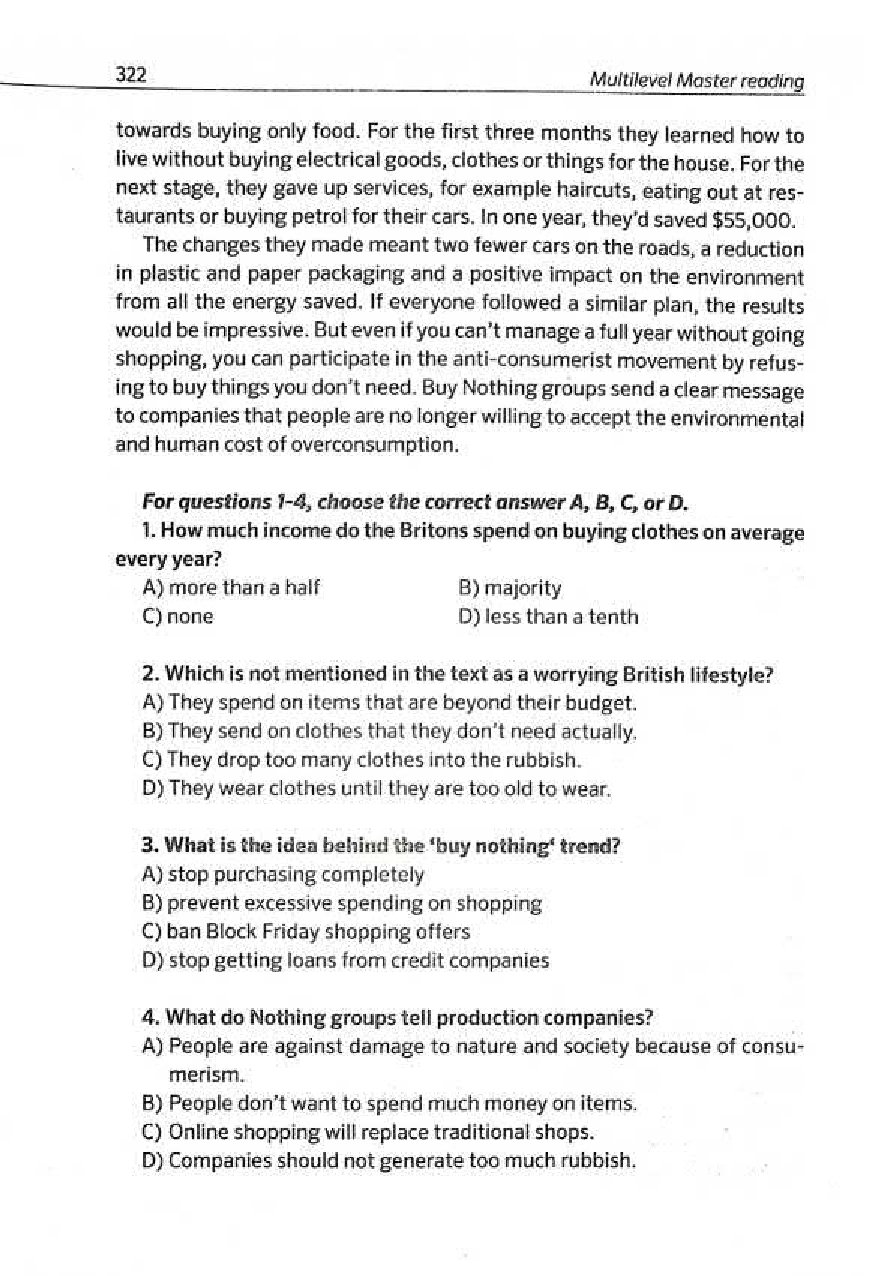 322
Multilevel Master reading
towards buying only food. For the first three months they learned how to
live without buying electrical goods, clothes or things for the house. For the
next stage, they gave up services, for example haircuts, eating out at res-
taurants or buying petrol for their cars. In one year, they'd saved $55,000.
The changes they made meant two fewer cars on the roads, a reduction
in plastic and paper packaging and a positive impact on the environment
from all the energy saved. If everyone followed a similar plan, the results
would be impressive. But even if you can't manage a full year without going
shopping, you can participate in the anti-consumerist movement by refus-
ing to buy things you don't need. Buy Nothing groups send a clear message
to companies that people are no longer willing to accept the environmental
and human cost of overconsumption.
For questions 1-4, choose the correct answer A, B, C, or D.
1. How much income do the Britons spend on buying clothes on average
every year?
A) more than a half B) majority
C) none D) less than a tenth
2. Which is not mentioned in the text as a worrying British lifestyle?
A) They spend on items that are beyond their budget.
B) They send on clothes that they don't need actually.
C) They drop too many clothes into the rubbish.
D) They wear clothes until they are too old to wear.
3. What is the idea behind the 'buy nothing' trend?
A) stop purchasing completely
B) prevent excessive spending on shopping
C) ban Block Friday shopping offers
D) stop getting loans from credit companies
4. What do Nothing groups tell production companies?
A) People are against damage to nature and society because of consu-
merism.
B) People don't want to spend much money on items.
C) Online shopping will replace traditional shops.
D) Companies should not generate too much rubbish.